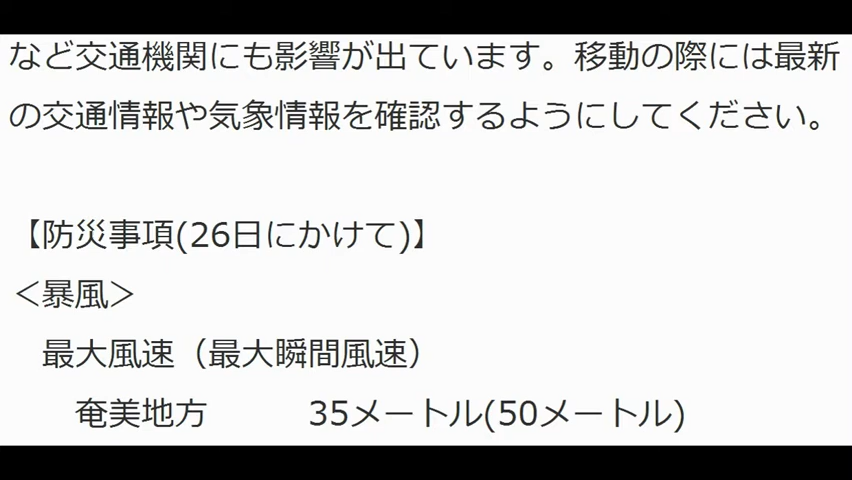 など交通機関にも影響が出ています。移動の際には最新
の交通情報や気象情報を確認するようにしてください。
【防災事項(26日にかけて)】
＜暴風＞
最大風速（最大瞬間風速）
奄美地方　　　35メートル(50メートル)